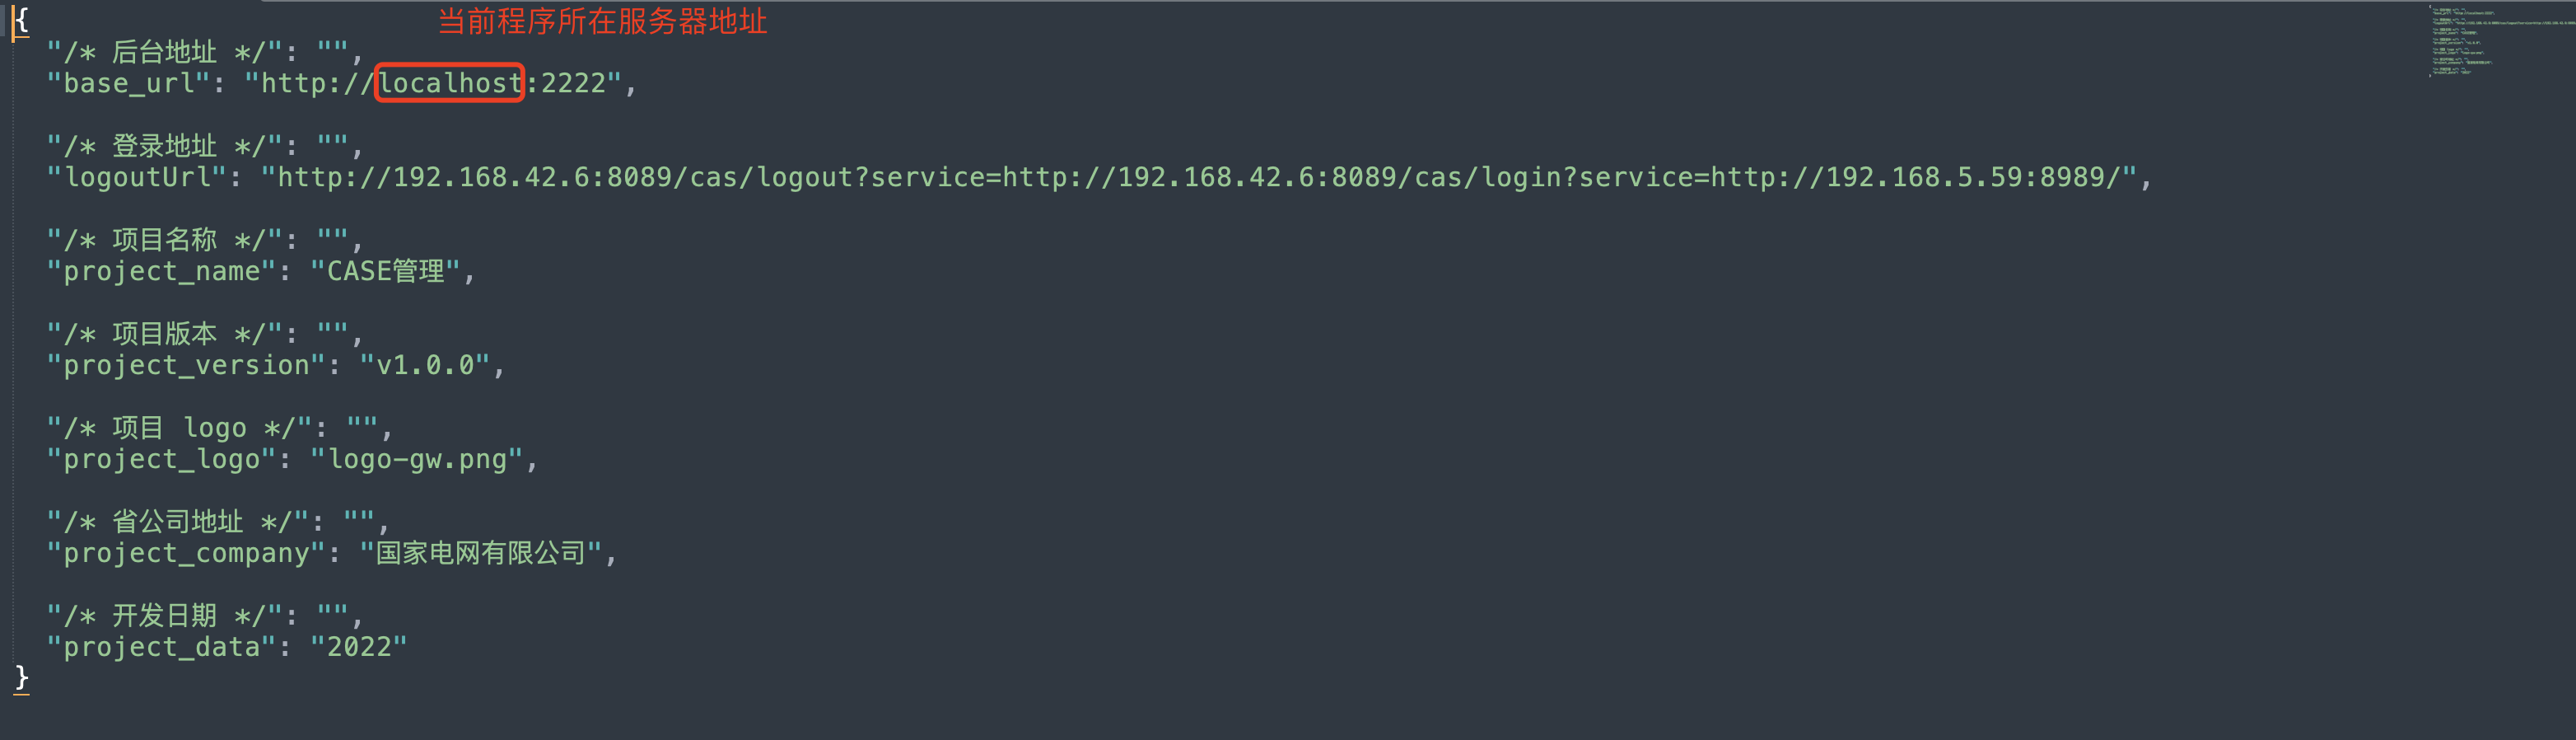 {
当前程序所在服务器地址
"/* 后台地址 */": "",
"base_url": "http://localhost:2222",
"/* 登录地址 */": "",
"logoutUrl": "http://192.168.42.6:8089/cas/logout?service=http://192.168.42.6:8089/cas/login?service=http://192.168.5.59:8989/",
"/* 项目名称 */": "",
"project_name": "CASE管理",
"/* 项目版本 */": "",
"project_version": "v1.0.0",
"/* 项目 logo */": "",
"project_logo": "logo-gw.png",
"/* 省公司地址 */": "",
"project_company": "国家电网有限公司",
"/* 开发日期 */": "",
"project_data": "2022"
}